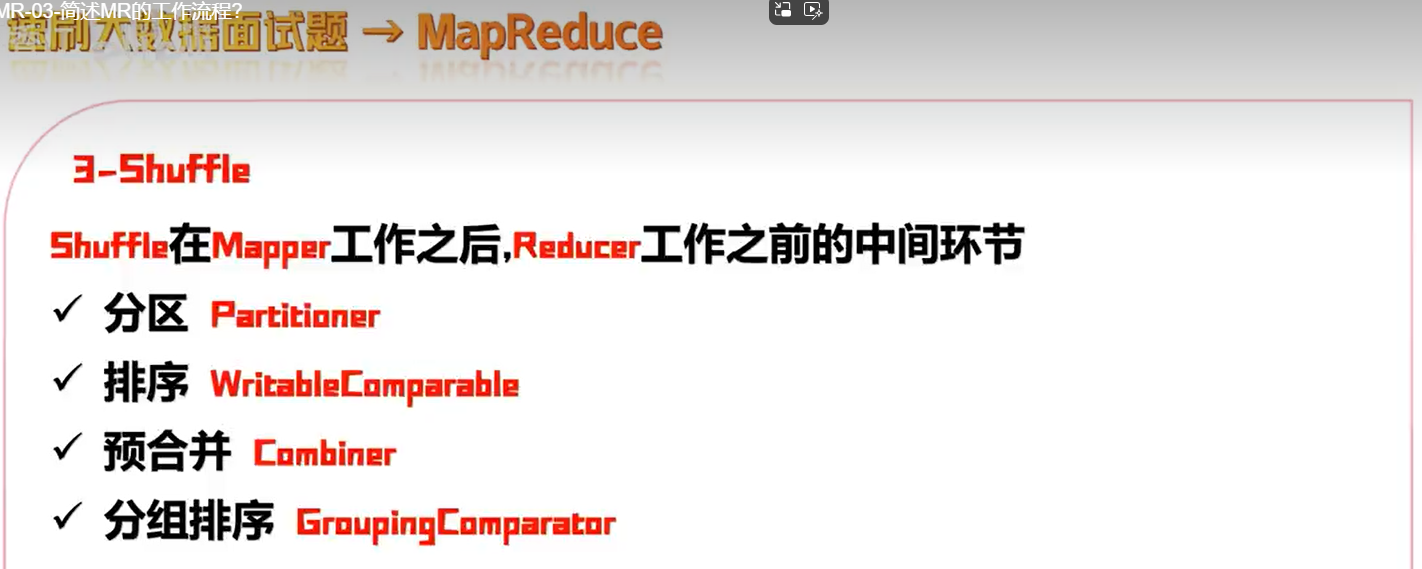 MR-03-简述MR的工作流程?
速刷大数据面试题 → MapReduce
3-Shuffle
Shuffle在Mapper工作之后,Reducer工作之前的中间环节
✓ 分区 Partitioner
✓ 排序 WritableComparable
✓ 预合并 Combiner
✓ 分组排序 GroupingComparator